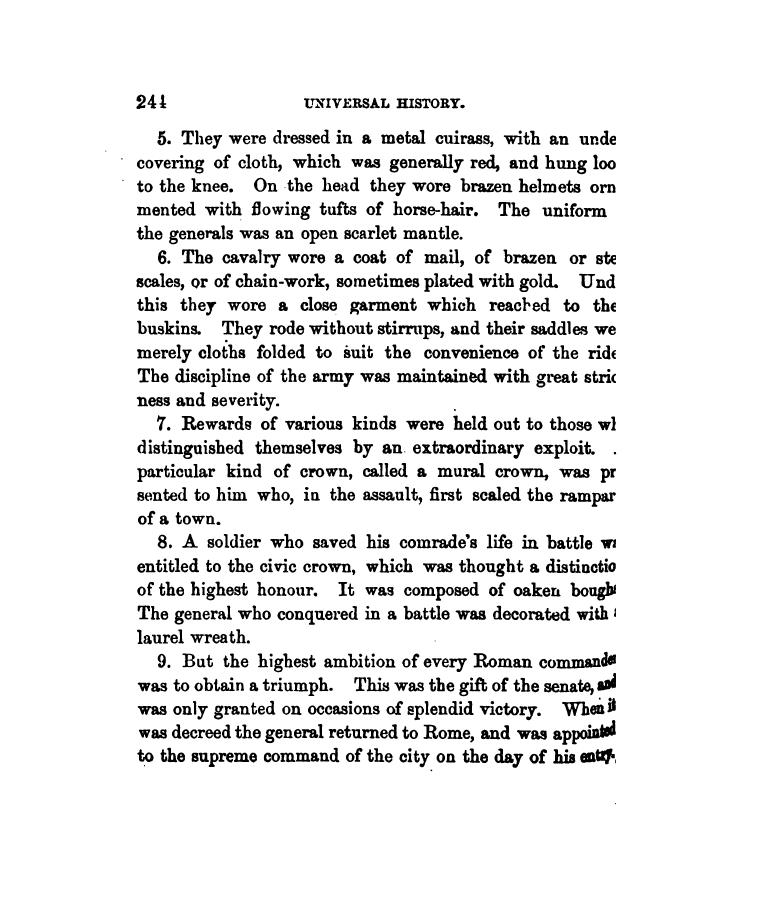 244 UNIVERSAL HISTORY.
5. They were dressed in a metal cuirass, with an unde
covering of cloth, which was generally red, and hung loo
to the knee. On the head they wore brazen helmets orn
mented with flowing tufts of horse-hair. The uniform
the generals was an open scarlet mantle.
6. The cavalry wore a coat of mail, of brazen or ste
scales, or of chain-work, sometimes plated with gold. Und
this they wore a close garment which reached to the
buskins. They rode without stirrups, and their saddles we
merely cloths folded to suit the convenience of the ride
The discipline of the army was maintained with great stric
ness and severity.
7. Rewards of various kinds were held out to those wh
distinguished themselves by an extraordinary exploit.
particular kind of crown, called a mural crown, was pr
sented to him who, in the assault, first scaled the rampar
of a town.
8. A soldier who saved his comrade's life in battle wa
entitled to the civic crown, which was thought a distinctio
of the highest honour. It was composed of oaken bough
The general who conquered in a battle was decorated with
laurel wreath.
9. But the highest ambition of every Roman commander
was to obtain a triumph. This was the gift of the senate, and
was only granted on occasions of splendid victory. When it
was decreed the general returned to Rome, and was appointed
to the supreme command of the city on the day of his entry.